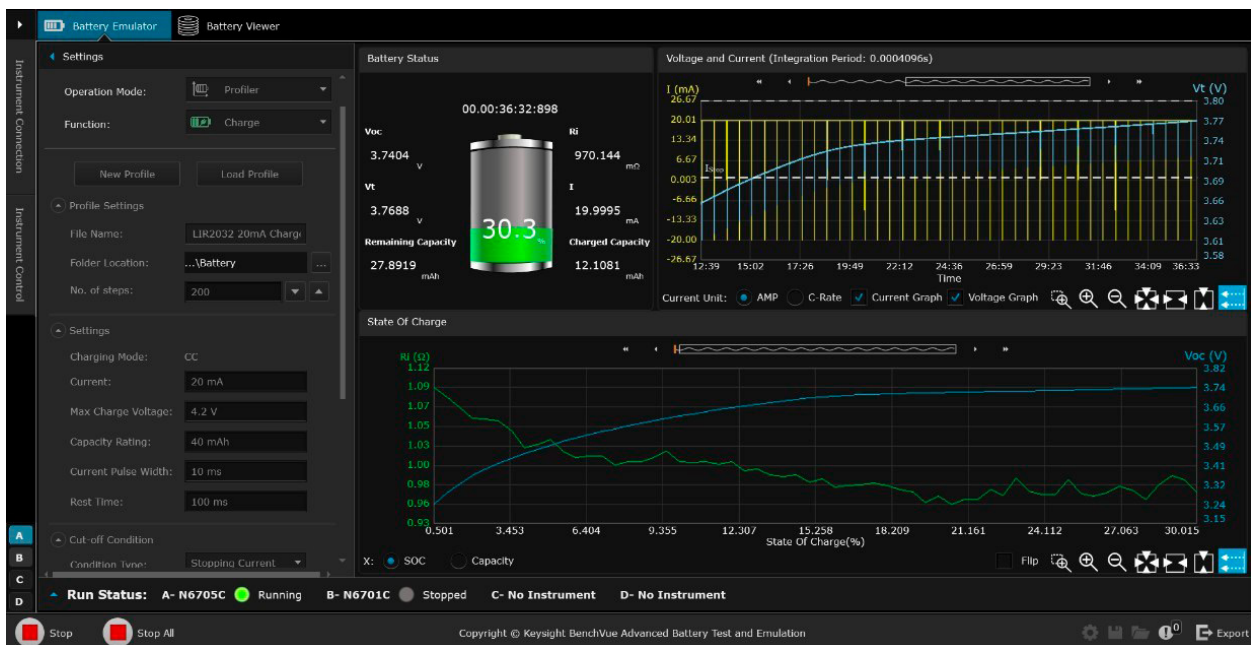 Battery Emulator Battery Viewer
Instrument Connection
Instrument Control
A
B
C
D
Settings
Operation Mode: Profiler
Function: Charge
New Profile Load Profile
Profile Settings
File Name: LIR2032 20mA Charg
Folder Location: ...\Battery ...
No. of steps: 200
Settings
Charging Mode: CC
Current: 20 mA
Max Charge Voltage: 4.2 V
Capacity Rating: 40 mAh
Current Pulse Width: 10 ms
Rest Time: 100 ms
Cut-off Condition
Condition Type: Stopping Current
Battery Status
00.00:36:32:898
Voc Ri
3.7404 V 970.144 mΩ
Vt I
3.7688 V 19.9995 mA
30.3 %
Remaining Capacity Charged Capacity
27.8919 mAh 12.1081 mAh
Voltage and Current (Integration Period: 0.0004096s)
I (mA) Vt (V)
26.67 3.80
20.01 3.77
13.34 3.74
6.67 3.71
0.003 3.69
-6.66 3.66
-13.33 3.63
-20.00 3.61
-26.67 3.58
Istop
12:39 15:02 17:26 19:49 22:12 24:36 26:59 29:23 31:46 34:09 36:33
Time
Current Unit: AMP C-Rate Current Graph Voltage Graph
State Of Charge
Ri (Ω) Voc (V)
1.12 3.82
1.09 3.74
1.07 3.66
1.05 3.57
1.03 3.49
1.00 3.41
0.98 3.32
0.96 3.24
0.93 3.15
0.501 3.453 6.404 9.355 12.307 15.258 18.209 21.161 24.112 27.063 30.015
State Of Charge(%)
X: SOC Capacity Flip
Run Status: A- N6705C Running B- N6701C Stopped C- No Instrument D- No Instrument
Stop Stop All Copyright © Keysight BenchVue Advanced Battery Test and Emulation 0 Export